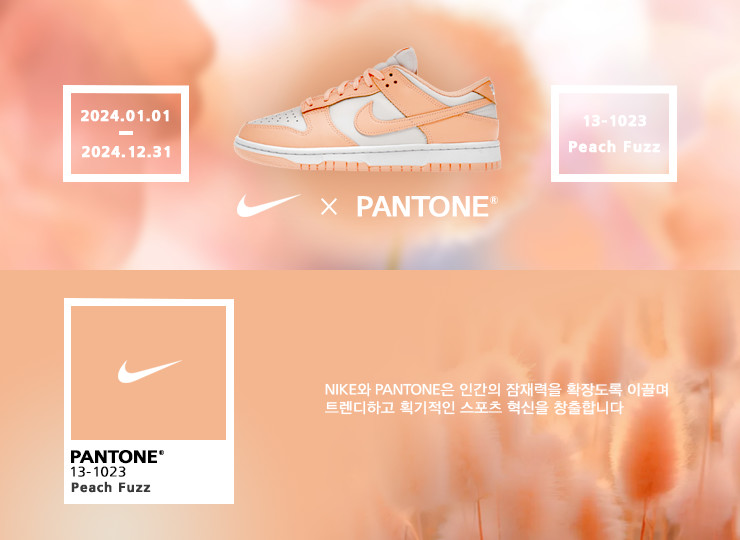 2024.01.01
2024.12.31
13-1023
Peach Fuzz
× PANTONE®
PANTONE®
13-1023
Peach Fuzz
NIKE와 PANTONE은 인간의 잠재력을 확장도록 이끌며
트렌디하고 획기적인 스포츠 혁신을 창출합니다